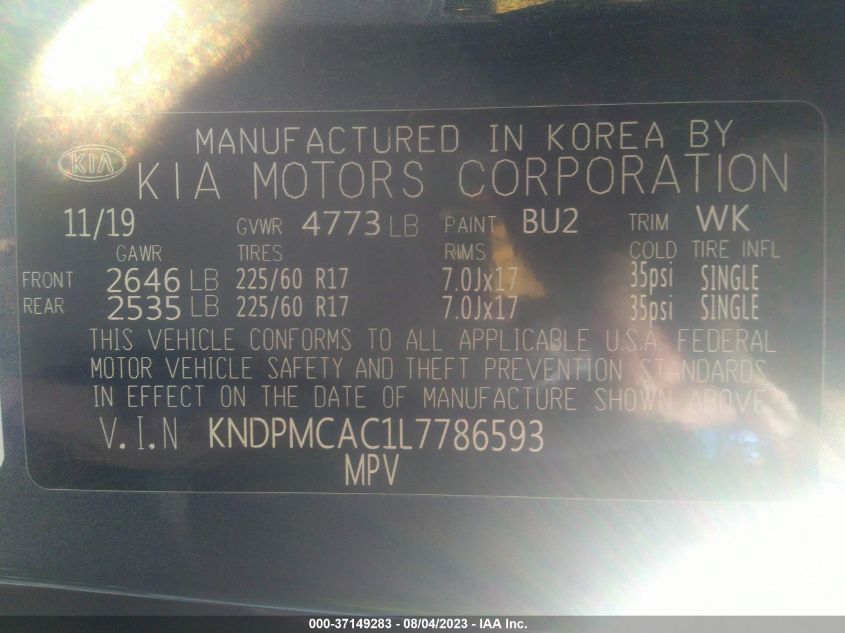 MANUFACTURED IN KOREA BY
KIA KIA MOTORS CORPORATION
11/19 GVWR 4773 LB PAINT BU2 TRIM WK
GAWR TIRES RIMS COLD TIRE INFL
FRONT 2646 LB 225/60 R17 7.0Jx17 35psi SINGLE
REAR 2535 LB 225/60 R17 7.0Jx17 35psi SINGLE
THIS VEHICLE CONFORMS TO ALL APPLICABLE U.S.A. FEDERAL
MOTOR VEHICLE SAFETY AND THEFT PREVENTION STANDARDS
IN EFFECT ON THE DATE OF MANUFACTURE SHOWN ABOVE
V.I.N KNDPMCAC1L7786593
MPV
000-37149283 - 08/04/2023 - IAA Inc.